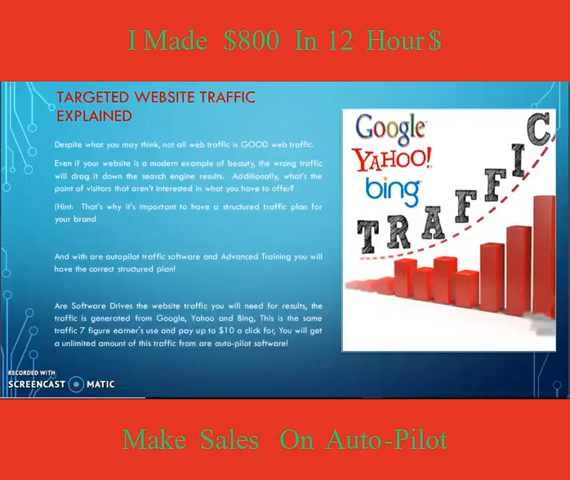 I Made $800 In 12 Hour$
TARGETED WEBSITE TRAFFIC
EXPLAINED
Despite what you may think, not all web traffic is GOOD web traffic.
Even if your website is a modern example of beauty, the wrong traffic
will drag it down the search engine results. Additionally, what's the
point of visitors that aren't interested in what you have to offer?
(Hint: That's why it's important to have a structured traffic plan for
your brand
And with are autopilot traffic software and Advanced Training you will
have the correct structured plan!
Are Software Drives the website traffic you will need for results, the
traffic is generated from Google, Yahoo and Bing, This is the same
traffic 7 figure earner's use and pay up to $10 a click for, You will get
a unlimited amount of this traffic from are auto-pilot software!
Google
YAHOO!
bing
TRAFFIC
RECORDED WITH
SCREENCAST MATIC
Make Sales On Auto-Pilot